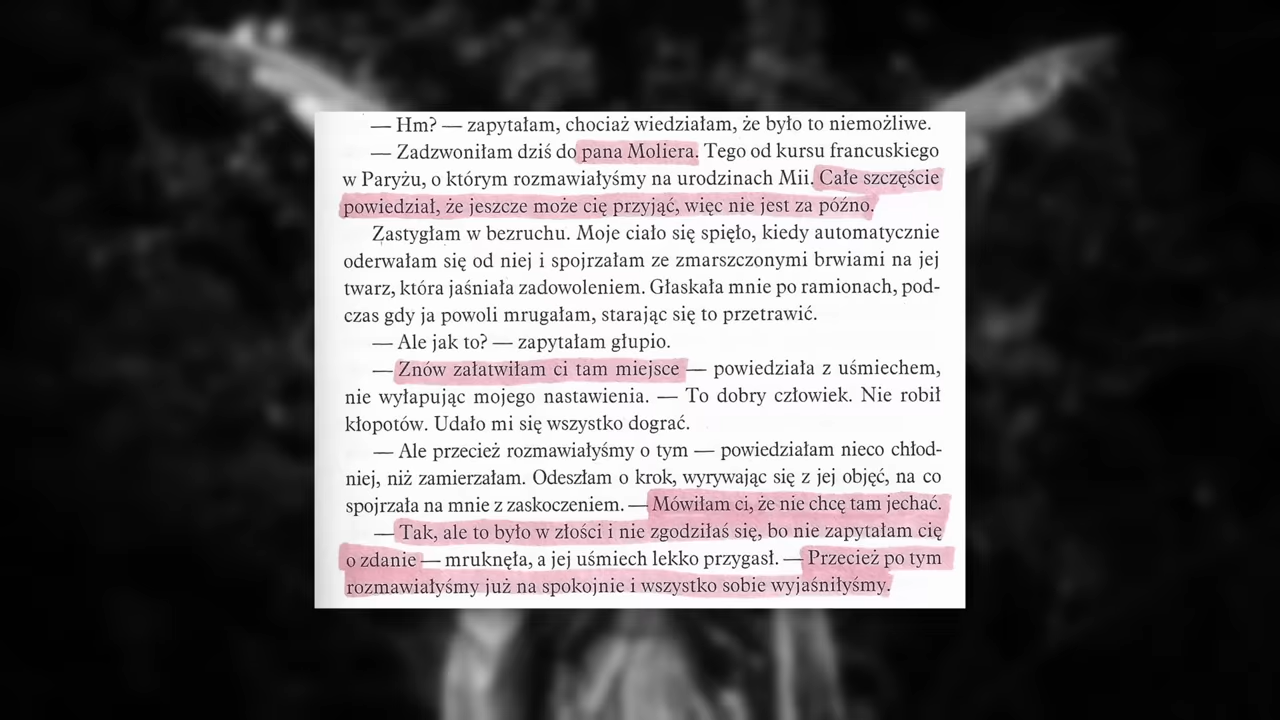 — Hm? — zapytałam, chociaż wiedziałam, że było to niemożliwe.
— Zadzwoniłam dziś do pana Moliera. Tego od kursu francuskiego
w Paryżu, o którym rozmawiałyśmy na urodzinach Mii. Całe szczęście
powiedział, że jeszcze może cię przyjąć, więc nie jest za późno.
Zastygłam w bezruchu. Moje ciało się spięło, kiedy automatycznie
oderwałam się od niej i spojrzałam ze zmarszczonymi brwiami na jej
twarz, która jaśniała zadowoleniem. Głaskała mnie po ramionach, pod-
czas gdy ja powoli mrugałam, starając się to przetrawić.
— Ale jak to? — zapytałam głupio.
— Znów załatwiłam ci tam miejsce — powiedziała z uśmiechem,
nie wyłapując mojego nastawienia. — To dobry człowiek. Nie robił
kłopotów. Udało mi się wszystko dograć.
— Ale przecież rozmawiałyśmy o tym — powiedziałam nieco chłod-
niej, niż zamierzałam. Odeszłam o krok, wyrywając się z jej objęć, na co
spojrzała na mnie z zaskoczeniem. — Mówiłam ci, że nie chcę tam jechać.
— Tak, ale to było w złości i nie zgodziłaś się, bo nie zapytałam cię
o zdanie — mruknęła, a jej uśmiech lekko przygasł. — Przecież po tym
rozmawiałyśmy już na spokojnie i wszystko sobie wyjaśniłyśmy.